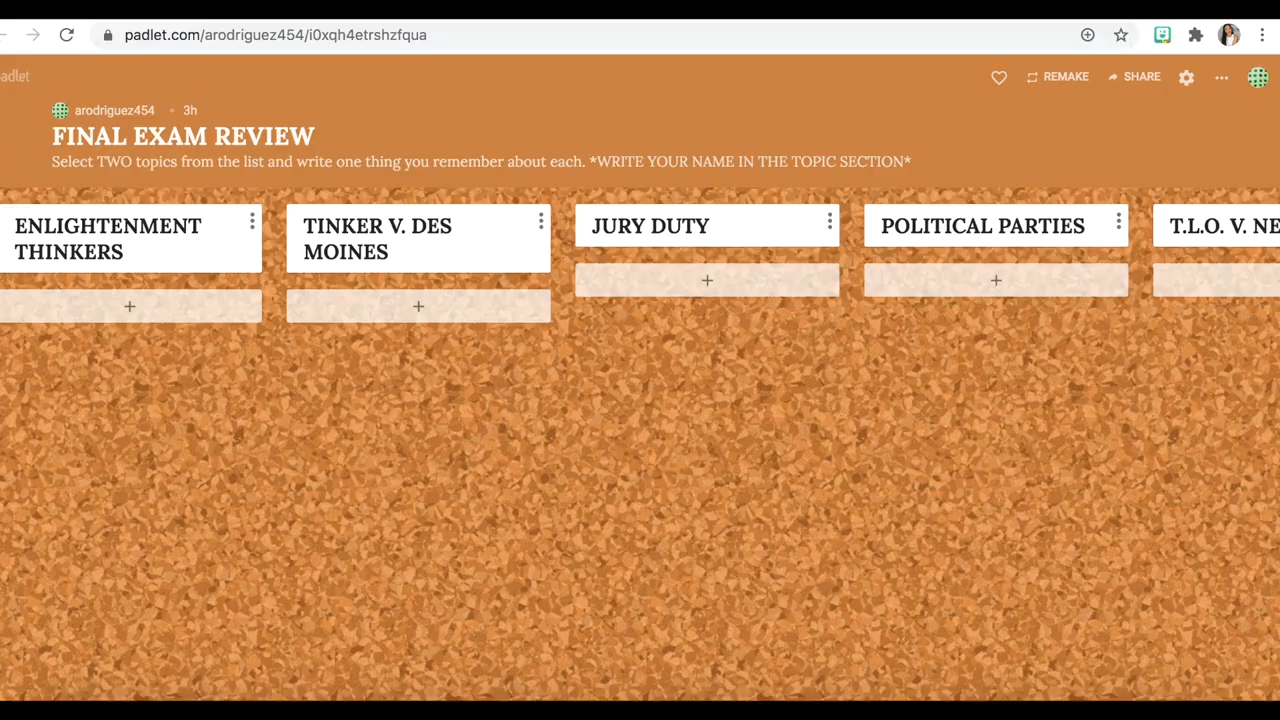 padlet.com/arodriguez454/i0xqh4etrshzfqua
adlet
REMAKE
SHARE
arodriguez454 • 3h
FINAL EXAM REVIEW
Select TWO topics from the list and write one thing you remember about each. *WRITE YOUR NAME IN THE TOPIC SECTION*
ENLIGHTENMENT
THINKERS
TINKER V. DES
MOINES
JURY DUTY
POLITICAL PARTIES
T.L.O. V. NE